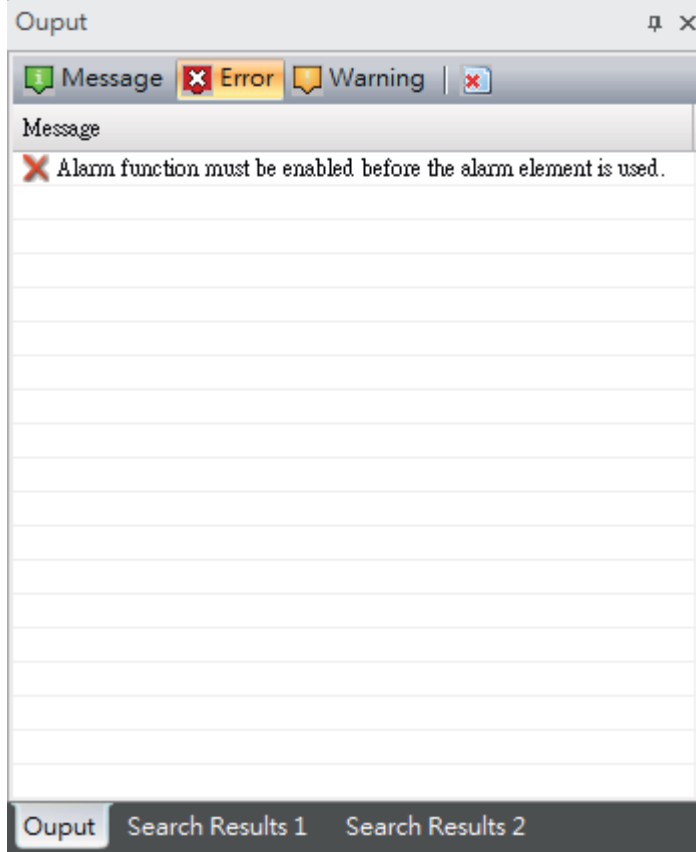 Ouput
Message Error Warning
Message
Alarm function must be enabled before the alarm element is used.
Ouput Search Results 1 Search Results 2